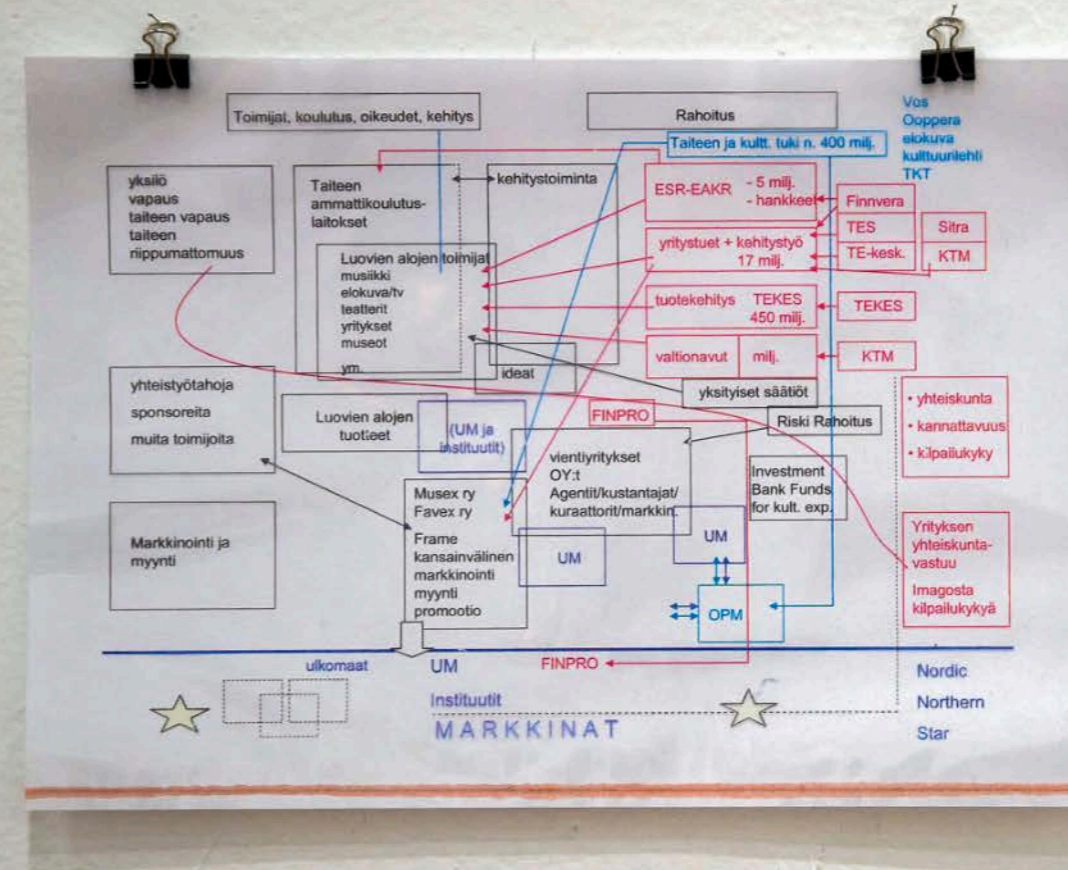 Toimijat, koulutus, oikeudet, kehitys
Rahoitus
Vos
Ooppera
elokuva
kulttuurilehti
TKT
Taiteen ja kultt. tuki n. 400 milj.
yksilö
vapaus
taiteen vapaus
taiteen
riippumattomuus
Taiteen
ammattikoulutus-
laitokset
kehitystoiminta
ESR-EAKR
- 5 milj.
- hankkeet
Finnvera
TES
TE-kesk.
Sitra
KTM
yritystuet + kehitystyö
17 milj.
Luovien alojen toimijat
musiikki
elokuva/tv
teatterit
yritykset
museot
ym.
tuotekehitys TEKES
450 milj.
TEKES
valtionavut milj.
KTM
ideat
yksityiset säätiöt
yhteistyötahoja
sponsoreita
muita toimijoita
Luovien alojen
tuotteet
(UM ja
instituutit)
FINPRO
Riski Rahoitus
• yhteiskunta
• kannattavuus
• kilpailukyky
vientiyritykset
OY:t
Agentit/kustantajat/
kuraattorit/markkin.
Investment
Bank Funds
for kult. exp.
Musex ry
Favex ry
Frame
kansainvälinen
markkinointi
myynti
promootio
UM
UM
OPM
Markkinointi ja
myynti
Yrityksen
yhteiskunta-
vastuu
Imagosta
kilpailukykyä
ulkomaat
UM
FINPRO
Instituutit
MARKKINAT
Nordic
Northern
Star